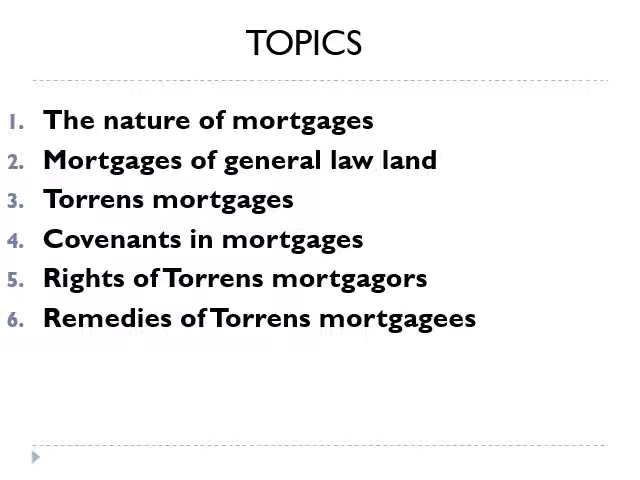 TOPICS
1. The nature of mortgages
2. Mortgages of general law land
3. Torrens mortgages
4. Covenants in mortgages
5. Rights of Torrens mortgagors
6. Remedies of Torrens mortgagees